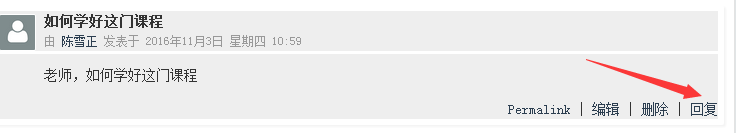 如何学好这门课程
由 陈雪正 发表于 2016年11月3日 星期四 10:59
老师，如何学好这门课程
Permalink | 编辑 | 删除 | 回复